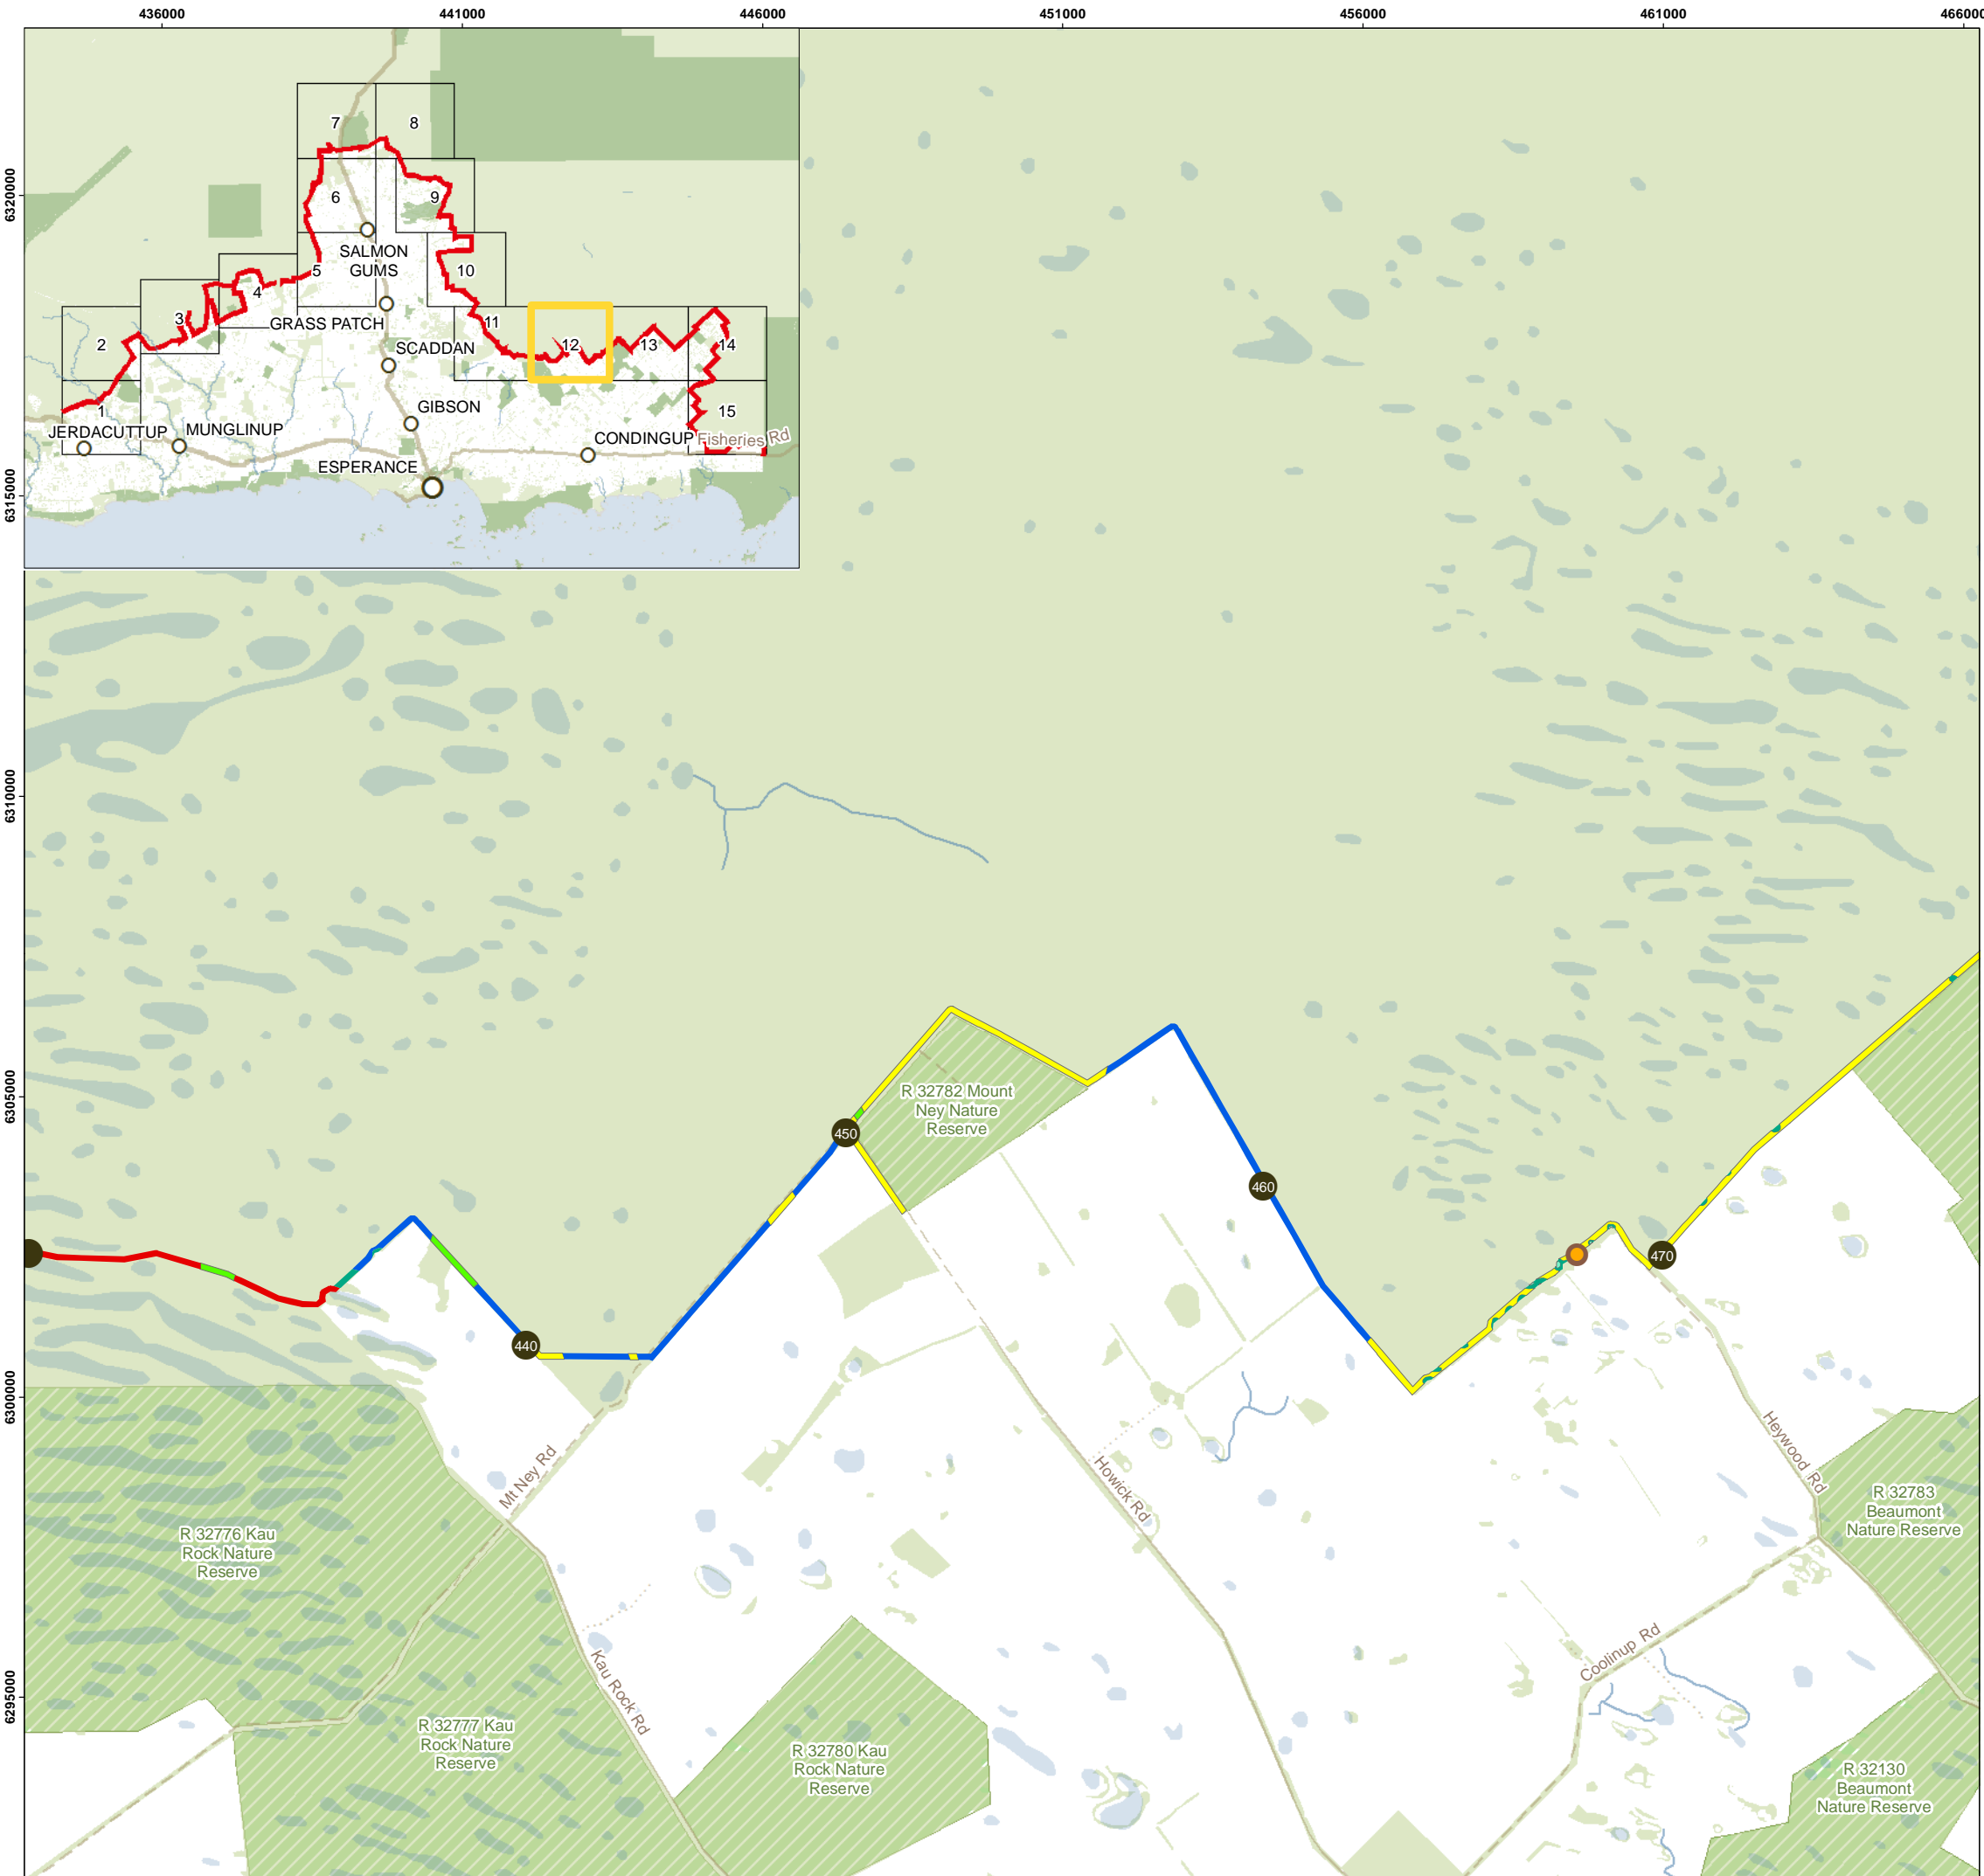 436000
441000
446000
451000
456000
461000
466000
6320000
6315000
6310000
6305000
6300000
6295000
7
8
6
9
SALMON
GUMS
5
10
4
3
GRASS PATCH
11
2
SCADDAN
12
13
14
GIBSON
1
15
JERDACUTTUP
MUNGLINUP
CONDINGUP
Fisheries Rd
ESPERANCE
R 32782 Mount
Ney Nature
Reserve
450
460
470
440
Mt Ney Rd
Howick Rd
Heywood Rd
R 32776 Kau
Rock Nature
Reserve
R 32783
Beaumont
Nature Reserve
Kau Rock Rd
Coolinup Rd
R 32777 Kau
Rock Nature
Reserve
R 32780 Kau
Rock Nature
Reserve
R 32130
Beaumont
Nature Reserve